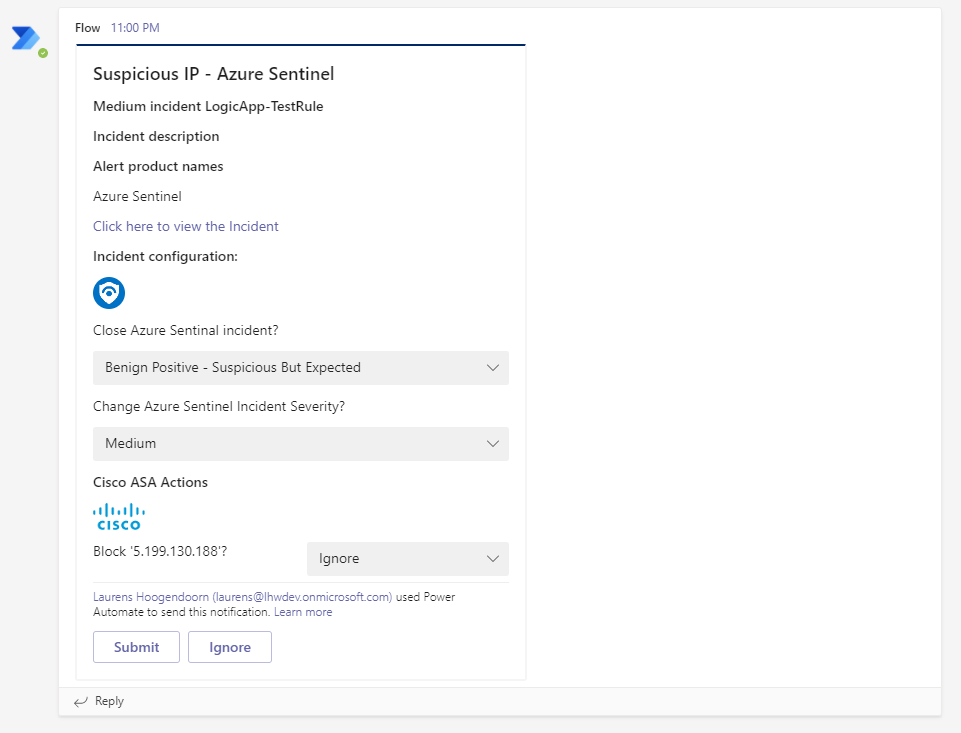 Flow 11:00 PM
Suspicious IP - Azure Sentinel
Medium incident LogicApp-TestRule
Incident description
Alert product names
Azure Sentinel
Click here to view the Incident
Incident configuration:
Close Azure Sentinal incident?
Benign Positive - Suspicious But Expected
Change Azure Sentinel Incident Severity?
Medium
Cisco ASA Actions
CISCO
Block '5.199.130.188'? Ignore
Laurens Hoogendoorn (laurens@lhwdev.onmicrosoft.com) used Power
Automate to send this notification. Learn more
Submit Ignore
Reply